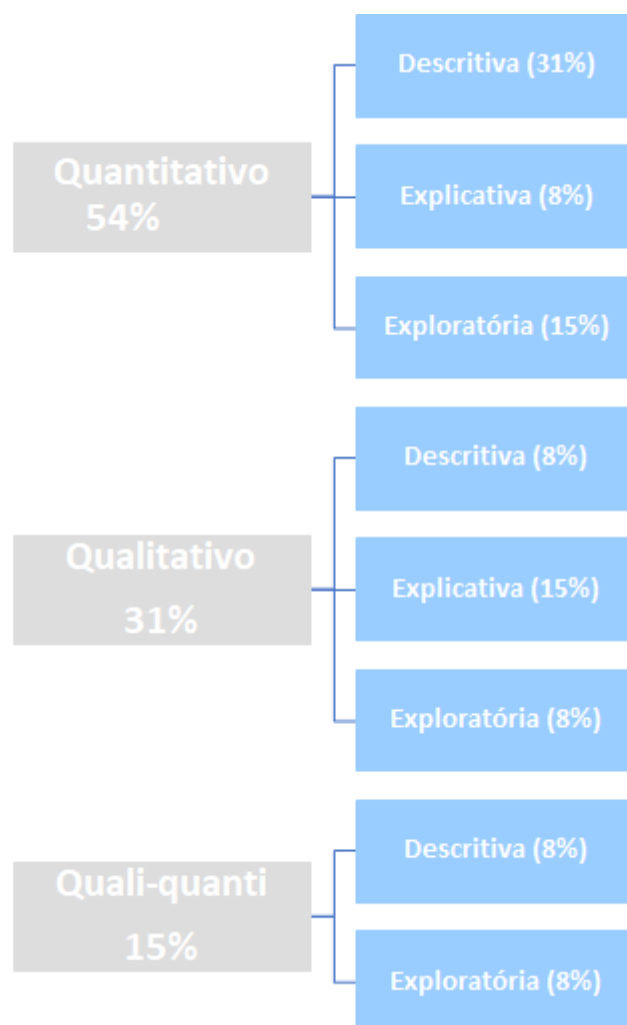 Quantitativo
54%
Descritiva (31%)
Explicativa (8%)
Exploratória (15%)
Qualitativo
31%
Descritiva (8%)
Explicativa (15%)
Exploratória (8%)
Quali-quanti
15%
Descritiva (8%)
Exploratória (8%)